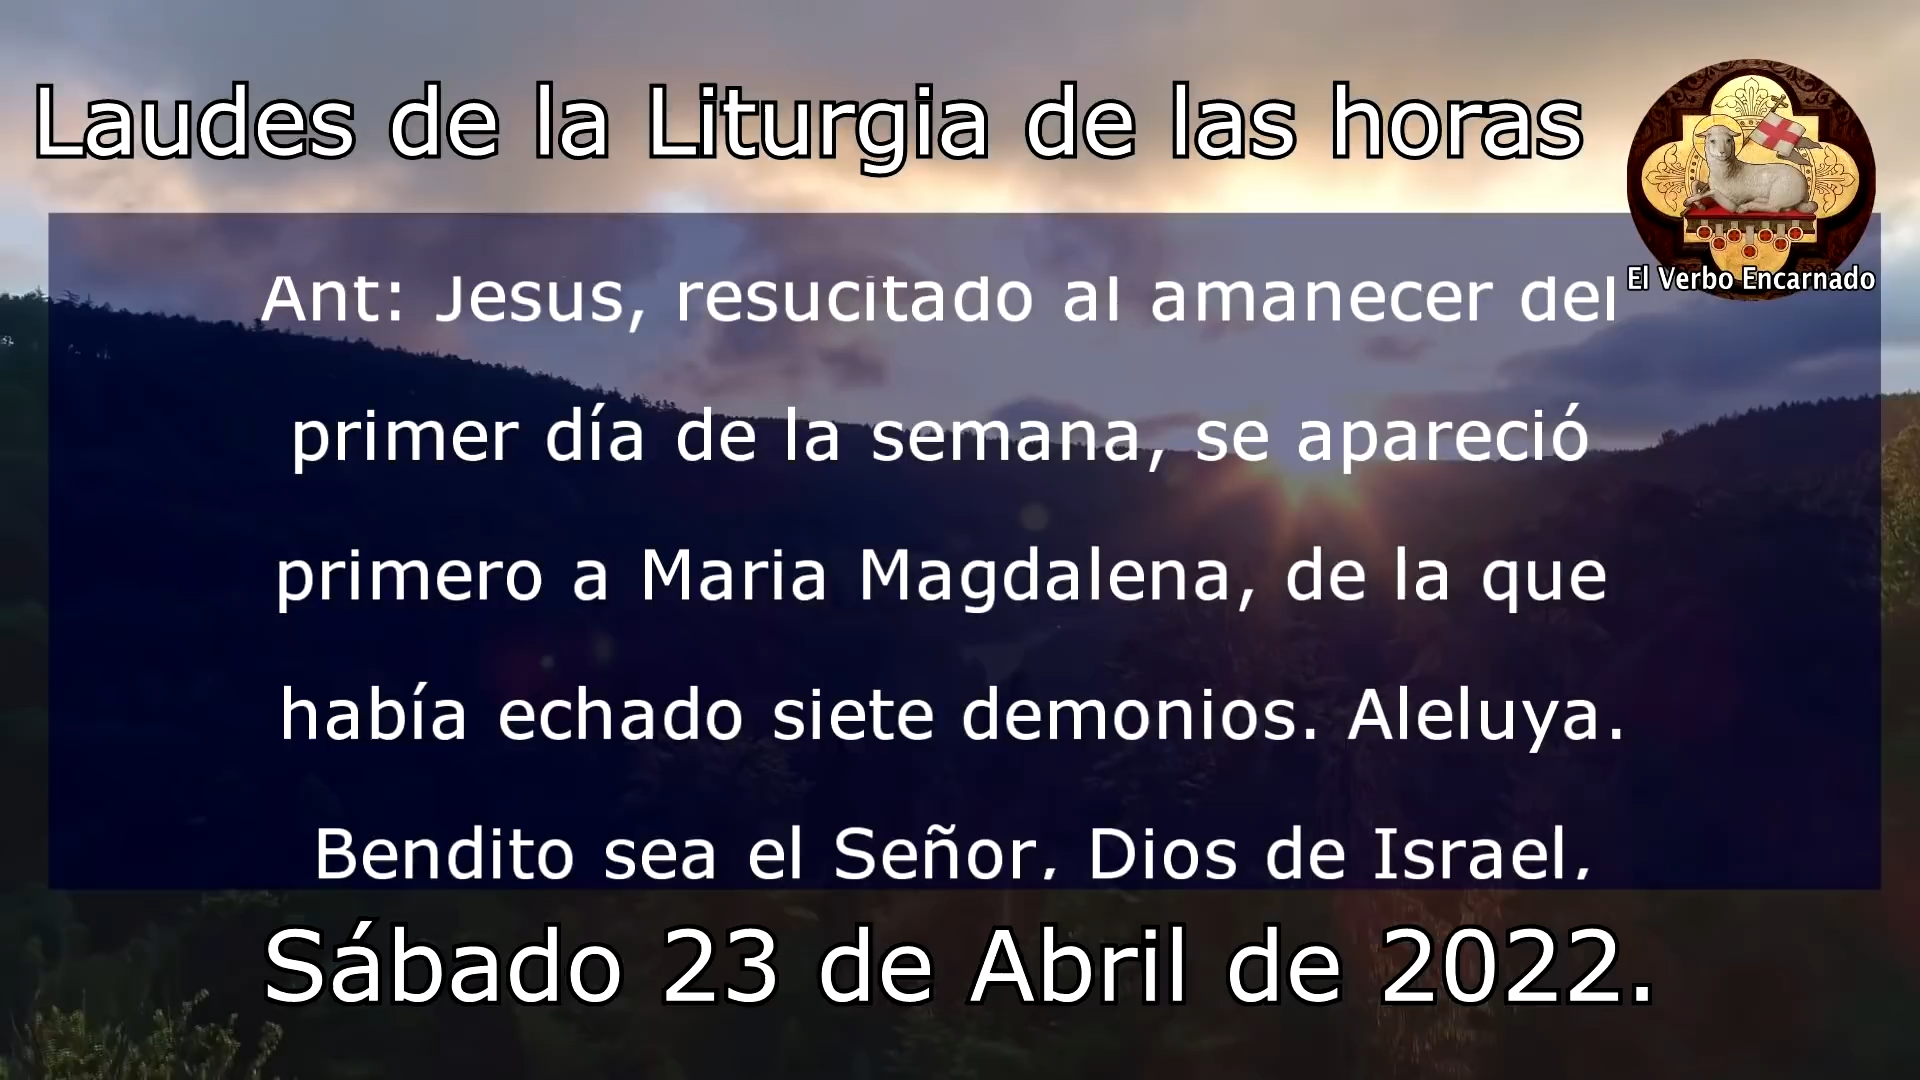 Laudes de la Liturgia de las horas
El Verbo Encarnado
Ant: Jesús, resucitado al amanecer del
primer día de la semana, se apareció
primero a Maria Magdalena, de la que
había echado siete demonios. Aleluya.
Bendito sea el Señor, Dios de Israel,
Sábado 23 de Abril de 2022.